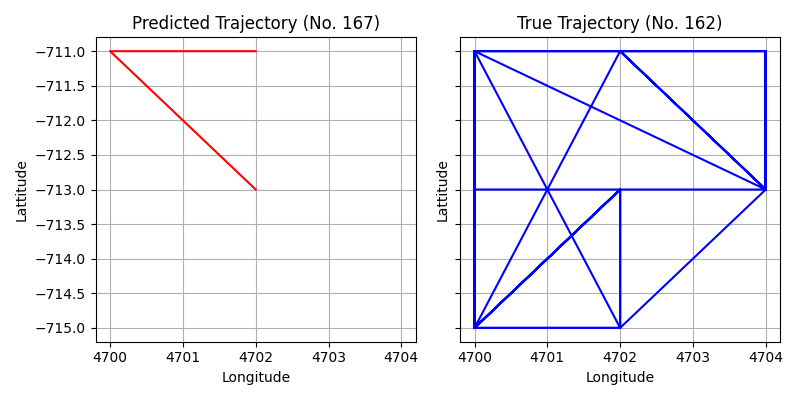 Predicted Trajectory (No. 167)
True Trajectory (No. 162)
−711.0
−711.5
−712.0
−712.5
−713.0
−713.5
−714.0
−714.5
−715.0
Lattitude
Lattitude
4700 4701 4702 4703 4704
4700 4701 4702 4703 4704
Longitude
Longitude